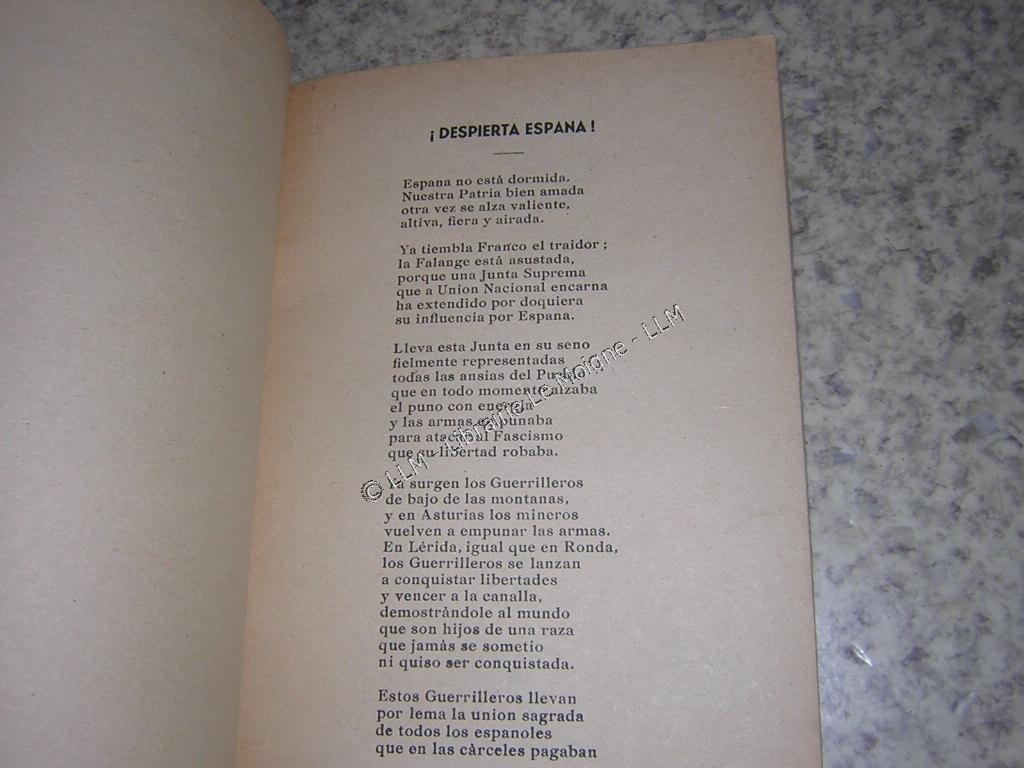 ¡ DESPIERTA ESPANA !
Espana no està dormida.
Nuestra Patria bien amada
otra vez se alza valiente,
altiva, fiera y airada.
Ya tiembla Franco el traidor ;
la Falange està asustada,
porque una Junta Suprema
que a Union Nacional encarna
ha extendido por doquiera
su influencia por Espana.
Lleva esta Junta en su seno
fielmente representadas
todas las ansias del Pueblo
que en todo momento alzaba
el puno con energia
y las armas empunaba
para atacar al Fascismo
que su libertad robaba.
Ya surgen los Guerrilleros
de bajo de las montanas,
y en Asturias los mineros
vuelven a empunar las armas.
En Lérida, igual que en Ronda,
los Guerrilleros se lanzan
a conquistar libertades
y vencer a la canalla,
demostràndole al mundo
que son hijos de una raza
que jamàs se sometio
ni quiso ser conquistada.
Estos Guerrilleros llevan
por lema la union sagrada
de todos los espanoles
que en las càrceles pagaban
© LLM - Librairie Le Moigne - LLM